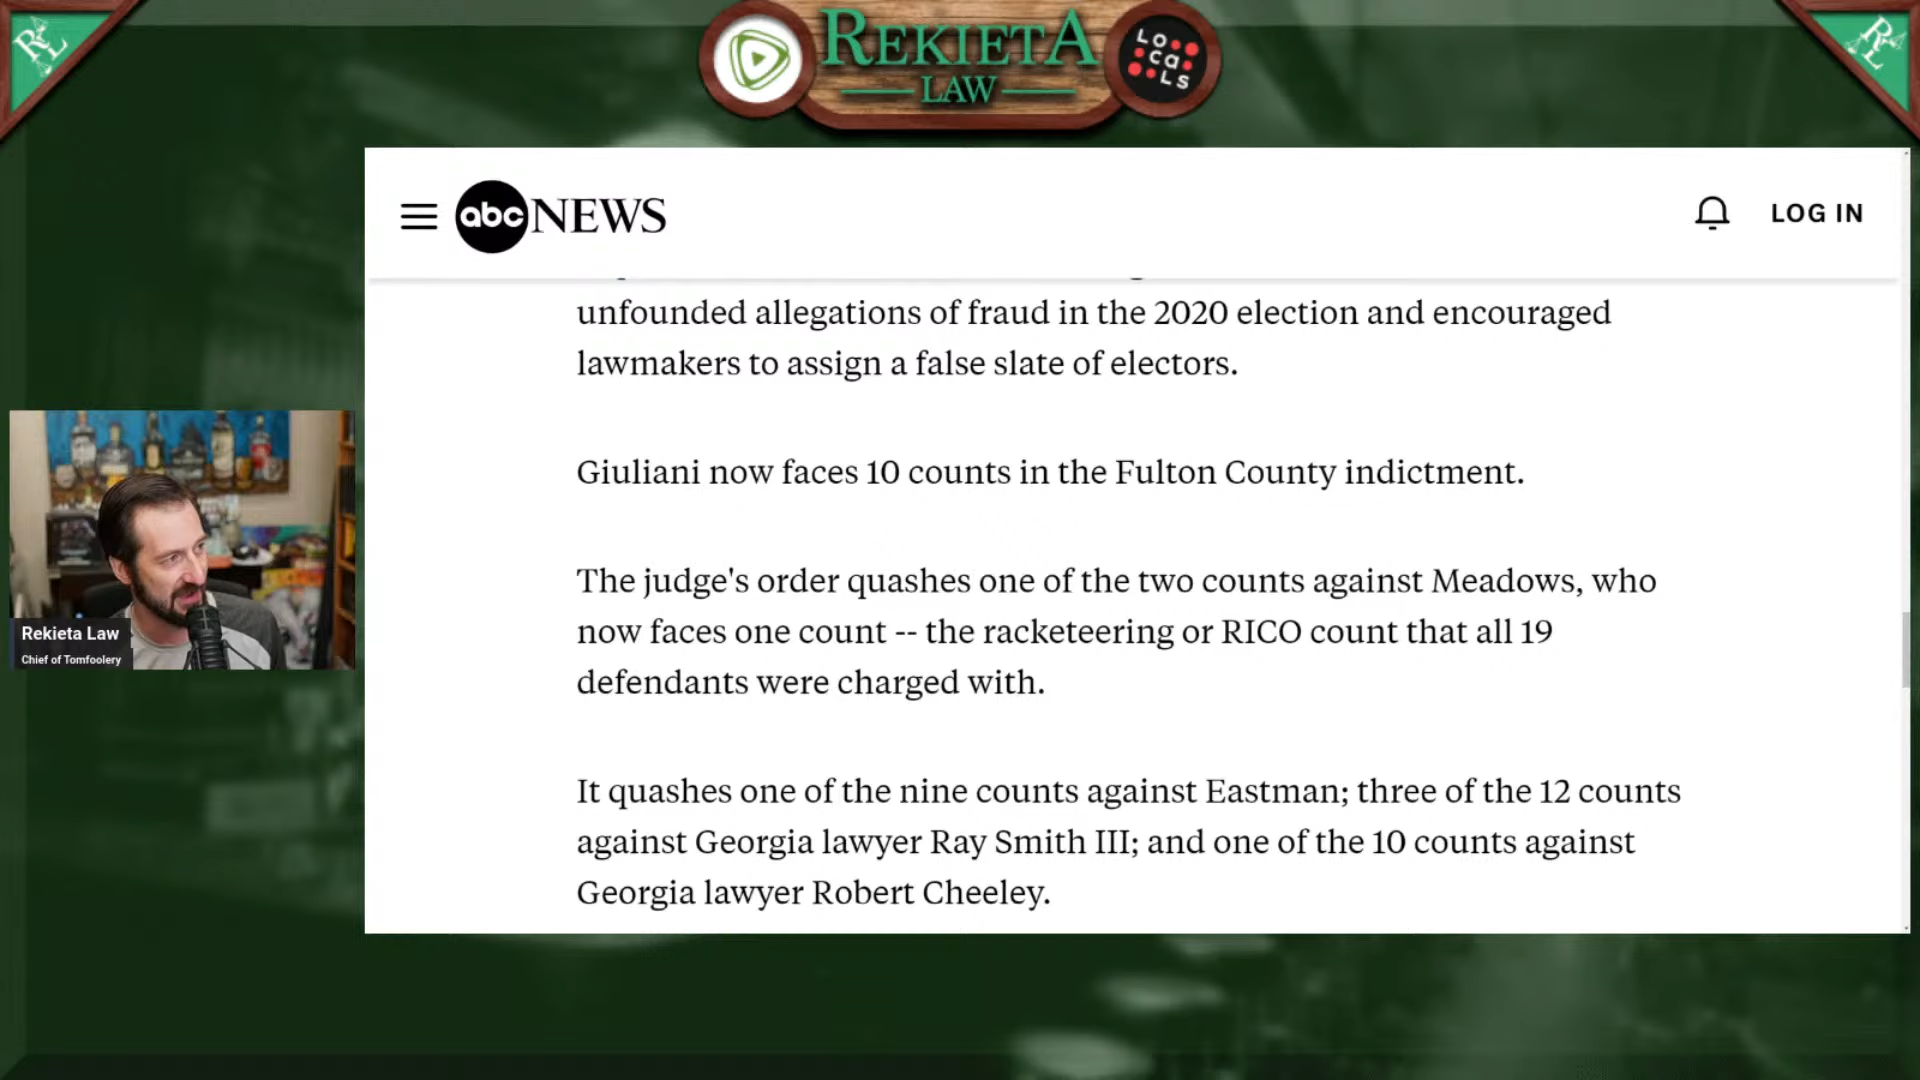 RL
REKIETA
LAW
LOcaLS
RL
abc NEWS
LOG IN
unfounded allegations of fraud in the 2020 election and encouraged
lawmakers to assign a false slate of electors.
Giuliani now faces 10 counts in the Fulton County indictment.
The judge's order quashes one of the two counts against Meadows, who
now faces one count -- the racketeering or RICO count that all 19
defendants were charged with.
It quashes one of the nine counts against Eastman; three of the 12 counts
against Georgia lawyer Ray Smith III; and one of the 10 counts against
Georgia lawyer Robert Cheeley.
Rekieta Law
Chief of Tomfoolery